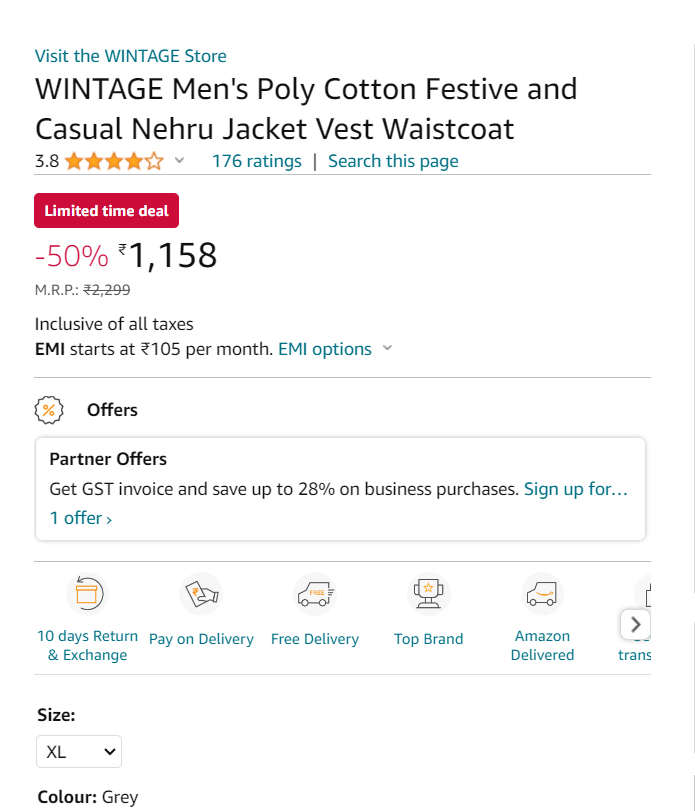 Visit the WINTAGE Store
WINTAGE Men's Poly Cotton Festive and
Casual Nehru Jacket Vest Waistcoat
3.8 176 ratings | Search this page
Limited time deal
-50% ₹1,158
M.R.P.: ₹2,299
Inclusive of all taxes
EMI starts at ₹105 per month. EMI options
% Offers
Partner Offers
Get GST invoice and save up to 28% on business purchases. Sign up for…
1 offer ›
FREE
10 days Return Pay on Delivery Free Delivery Top Brand Amazon
& Exchange Delivered trans
Size:
XL
Colour: Grey